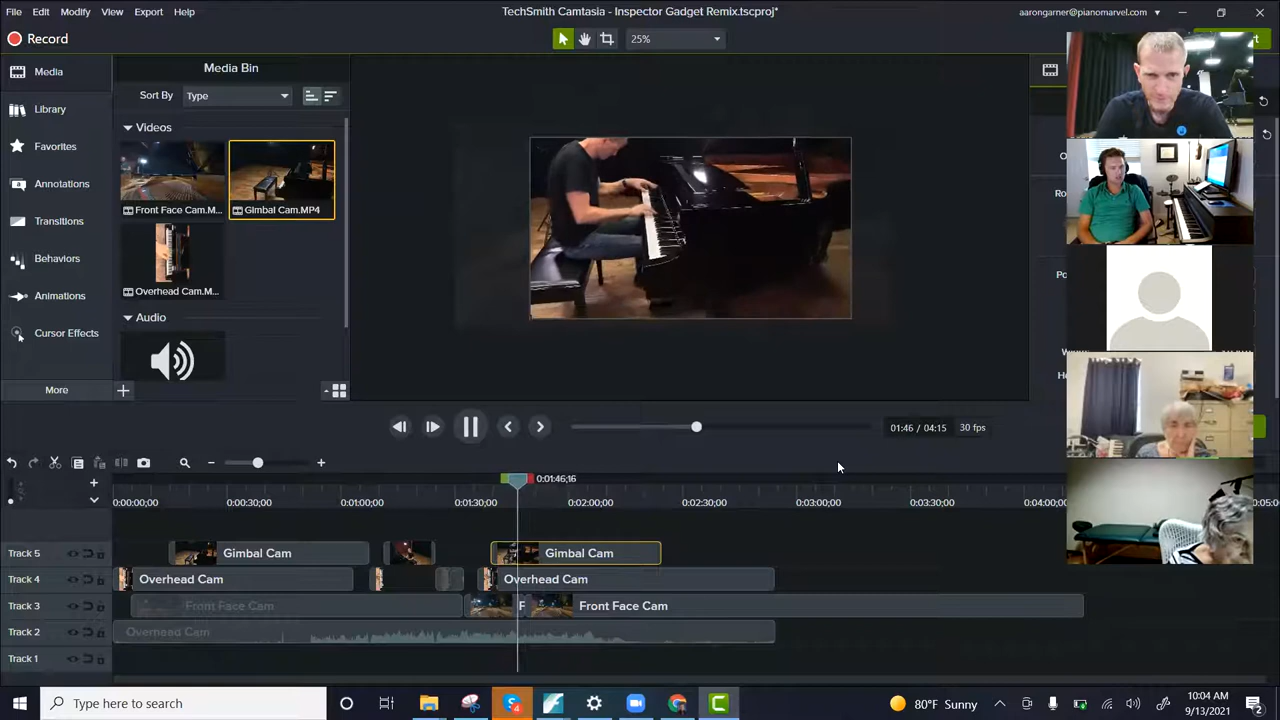 File Edit Modify View Export Help
TechSmith Camtasia - Inspector Gadget Remix.tscproj*
aarongarner@pianomarvel.com
Record
25%
Media
Media Bin
Library
Sort By Type
Favorites
Videos
Annotations
Transitions
Front Face Cam.M...
Gimbal Cam.MP4
Behaviors
Animations
Overhead Cam.M...
Cursor Effects
Audio
More
01:46 / 04:15 30 fps
0:01:46;16
0:00:00;00 0:00:30;00 0:01:00;00 0:01:30;00 0:02:00;00 0:02:30;00 0:03:00;00 0:03:30;00 0:04:00;0
Track 5 Gimbal Cam Gimbal Cam
Track 4 Overhead Cam Overhead Cam
Track 3 Front Face Cam F Front Face Cam
Track 2 Overhead Cam
Track 1
Type here to search
4
80°F Sunny
10:04 AM
9/13/2021
2